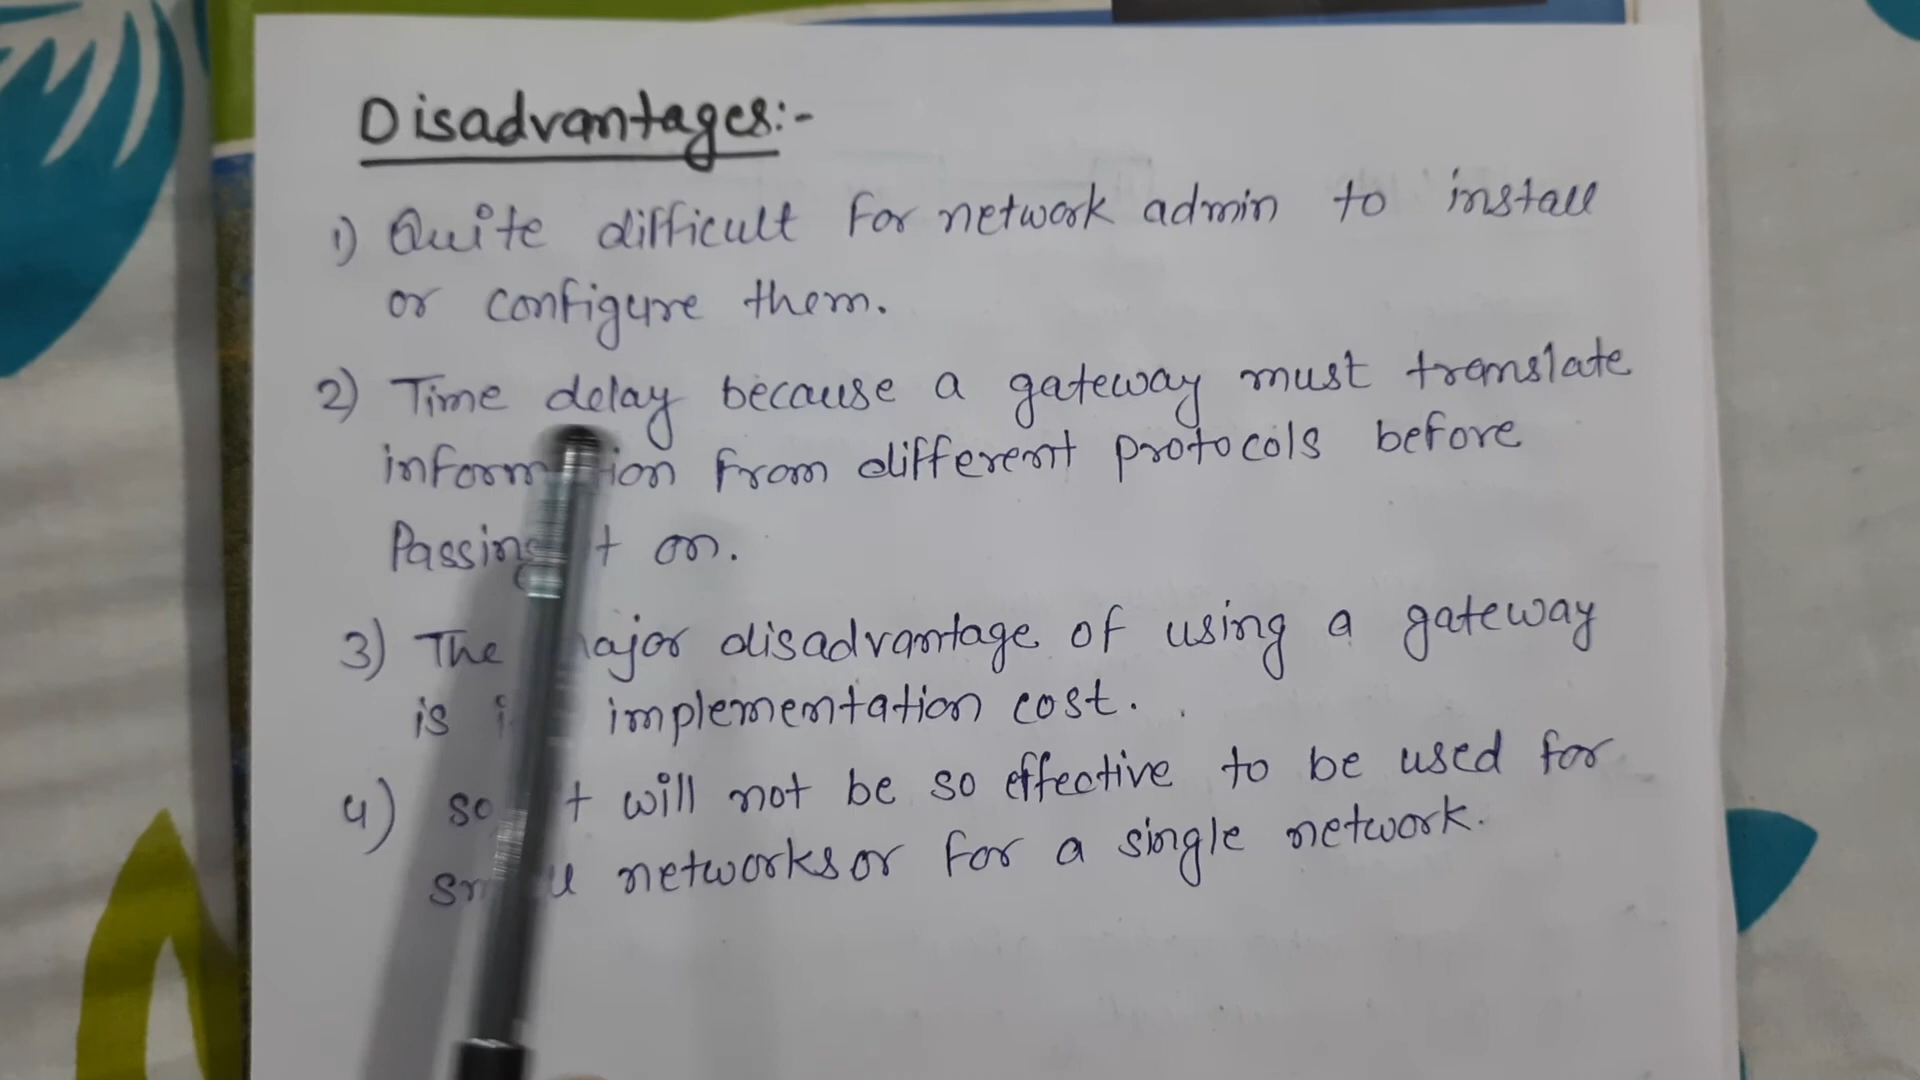 Disadvantages:-
1) Quite difficult for network admin to install
or configure them.
2) Time delay because a gateway must translate
information from different protocols before
Passing it on.
3) The major disadvantage of using a gateway
is its implementation cost.
4) so it will not be so effective to be used for
small networks or for a single network.